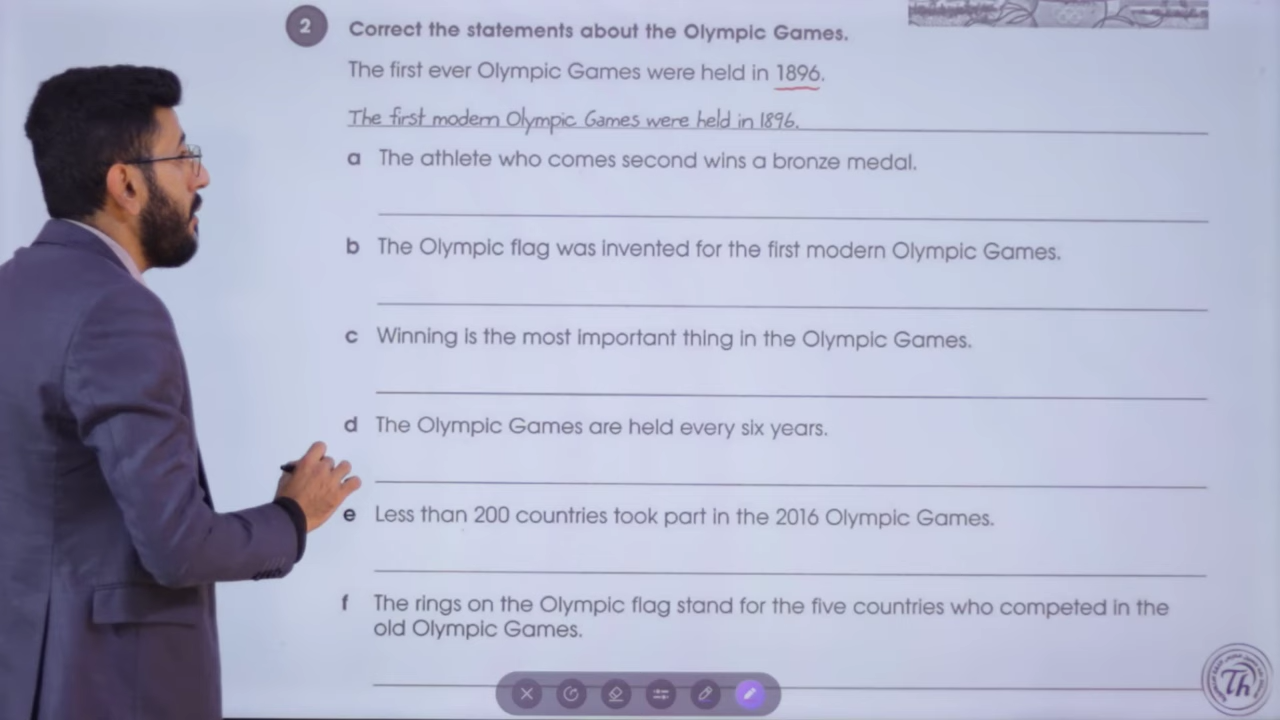 2 Correct the statements about the Olympic Games.
The first ever Olympic Games were held in 1896.
The first modern Olympic Games were held in 1896.
a The athlete who comes second wins a bronze medal.
b The Olympic flag was invented for the first modern Olympic Games.
c Winning is the most important thing in the Olympic Games.
d The Olympic Games are held every six years.
e Less than 200 countries took part in the 2016 Olympic Games.
f The rings on the Olympic flag stand for the five countries who competed in the
old Olympic Games.
Th